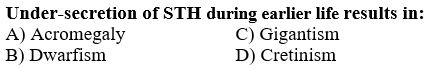 Under-secretion of STH during earlier life results in:
A) Acromegaly C) Gigantism
B) Dwarfism D) Cretinism